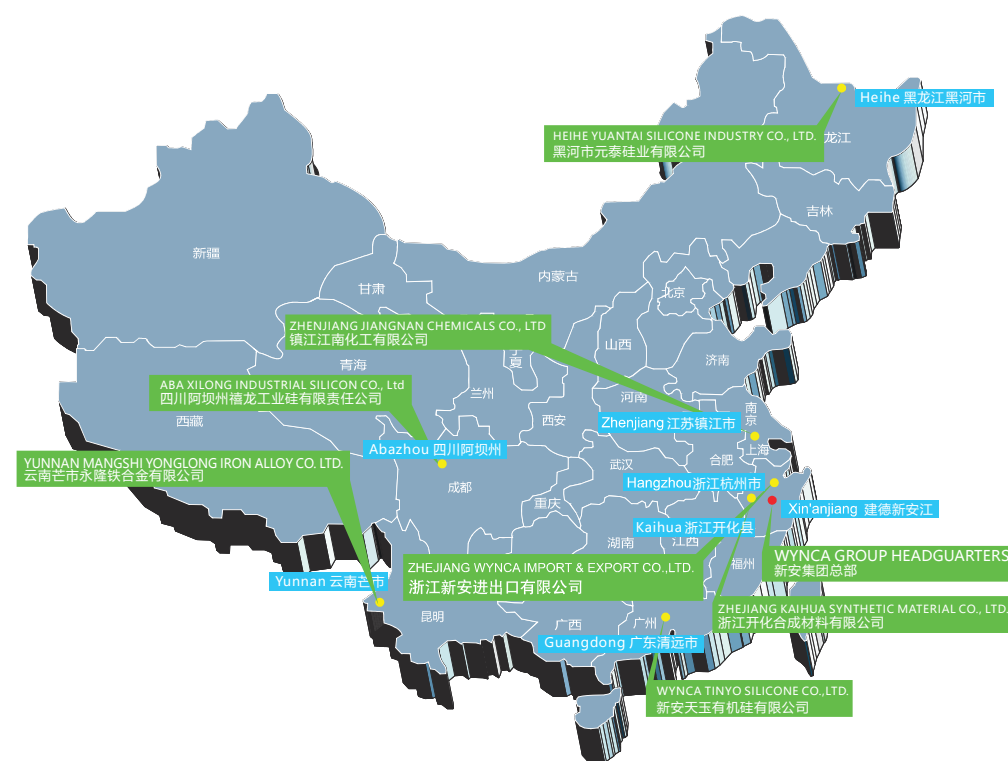 Heihe 黑龙江黑河市
HEIHE YUANTAI SILICONE INDUSTRY CO., LTD.
黑河市元泰硅业有限公司
龙江
吉林
新疆
内蒙古
甘肃
北京
ZHENJIANG JIANGNAN CHEMICALS CO., LTD
镇江江南化工有限公司
山西
夏
青海
济南
ABA XILONG INDUSTRIAL SILICON CO., Ltd
四川阿坝州禧龙工业硅有限责任公司
兰州
河南
西藏
西安
南京
Zhenjiang 江苏镇江市
Abazhou 四川阿坝州
上海
YUNNAN MANGSHI YONGLONG IRON ALLOY CO. LTD.
云南芒市永隆铁合金有限公司
武汉
合肥
成都
Hangzhou浙江杭州市
重庆
Xin'anjiang 建德新安江
Kaihua 浙江开化县
湖南
江西
WYNCA GROUP HEADGUARTERS
新安集团总部
福州
ZHEJIANG WYNCA IMPORT & EXPORT CO.,LTD.
浙江新安进出口有限公司
Yunnan 云南芒市
ZHEJIANG KAIHUA SYNTHETIC MATERIAL CO., LTD.
浙江开化合成材料有限公司
昆明
广西
广州
Guangdong 广东清远市
WYNCA TINYO SILICONE CO.,LTD.
新安天玉有机硅有限公司